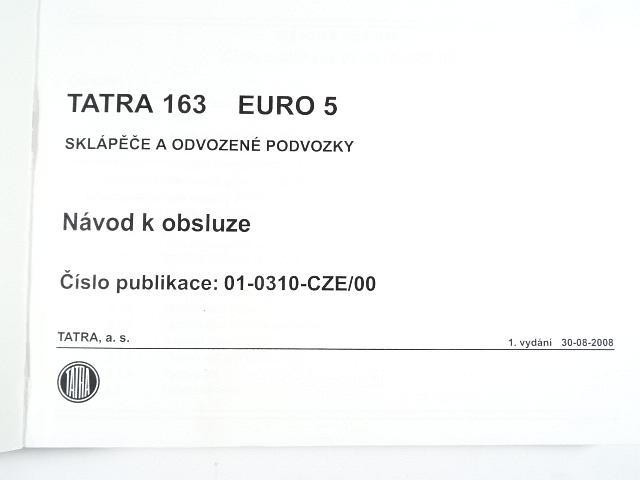 TATRA 163 EURO 5
SKLÁPĚČE A ODVOZENÉ PODVOZKY
Návod k obsluze
Číslo publikace: 01-0310-CZE/00
TATRA, a. s.
1. vydání 30-08-2008
TATRA